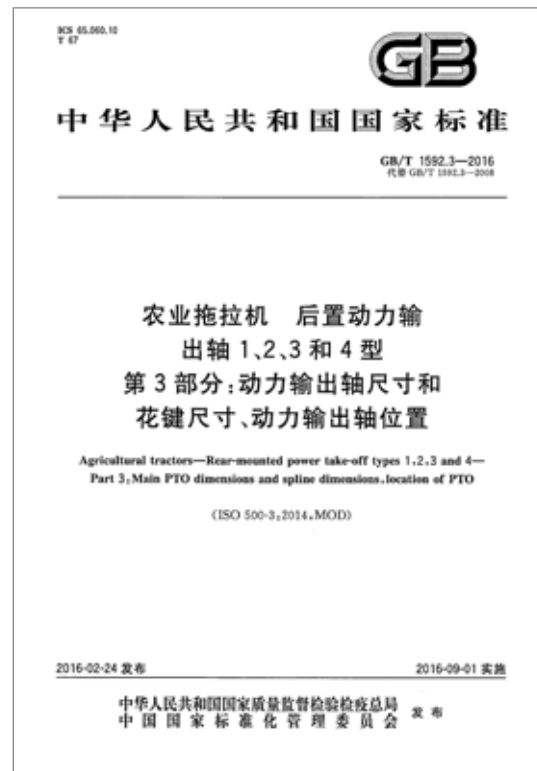 ICS 65.060.10
T 67
GB
中华人民共和国国家标准
GB/T 1592.3—2016
代替 GB/T 1592.3—2008
农业拖拉机 后置动力输
出轴 1、2、3 和 4 型
第 3 部分:动力输出轴尺寸和
花键尺寸、动力输出轴位置
Agricultural tractors—Rear-mounted power take-off types 1,2,3 and 4—
Part 3:Main PTO dimensions and spline dimensions,location of PTO
(ISO 500-3:2014,MOD)
2016-02-24 发布
2016-09-01 实施
中华人民共和国国家质量监督检验检疫总局
中国国家标准化管理委员会 发布